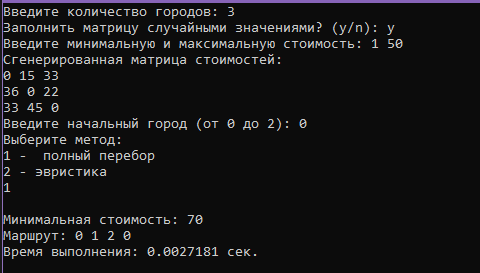 Введите количество городов: 3
Заполнить матрицу случайными значениями? (y/n): y
Введите минимальную и максимальную стоимость: 1 50
Сгенерированная матрица стоимостей:
0 15 33
36 0 22
33 45 0
Введите начальный город (от 0 до 2): 0
Выберите метод:
1 -  полный перебор
2 - эвристика
1
Минимальная стоимость: 70
Маршрут: 0 1 2 0
Время выполнения: 0.0027181 сек.